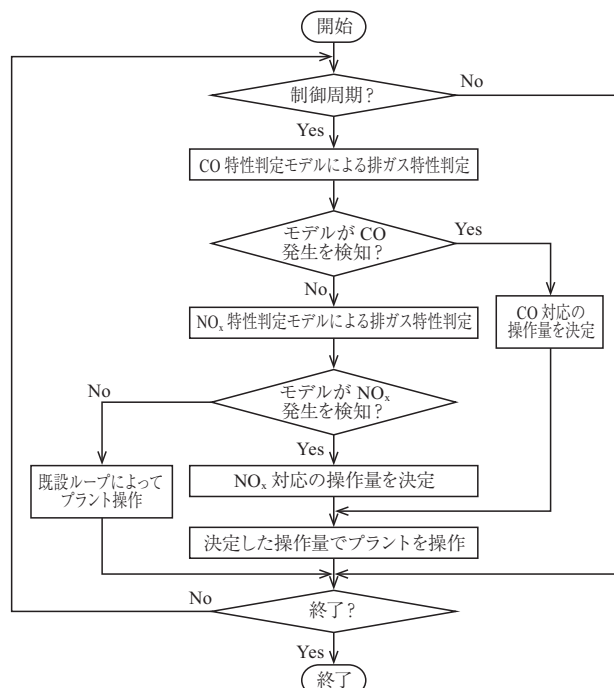 開始
制御周期？
No
Yes
CO 特性判定モデルによる排ガス特性判定
モデルが CO
発生を検知？
Yes
No
CO 対応の
操作量を決定
NOx 特性判定モデルによる排ガス特性判定
モデルが NOx
発生を検知？
No
Yes
既設ループによって
プラント操作
NOx 対応の操作量を決定
決定した操作量でプラントを操作
No
終了？
Yes
終了